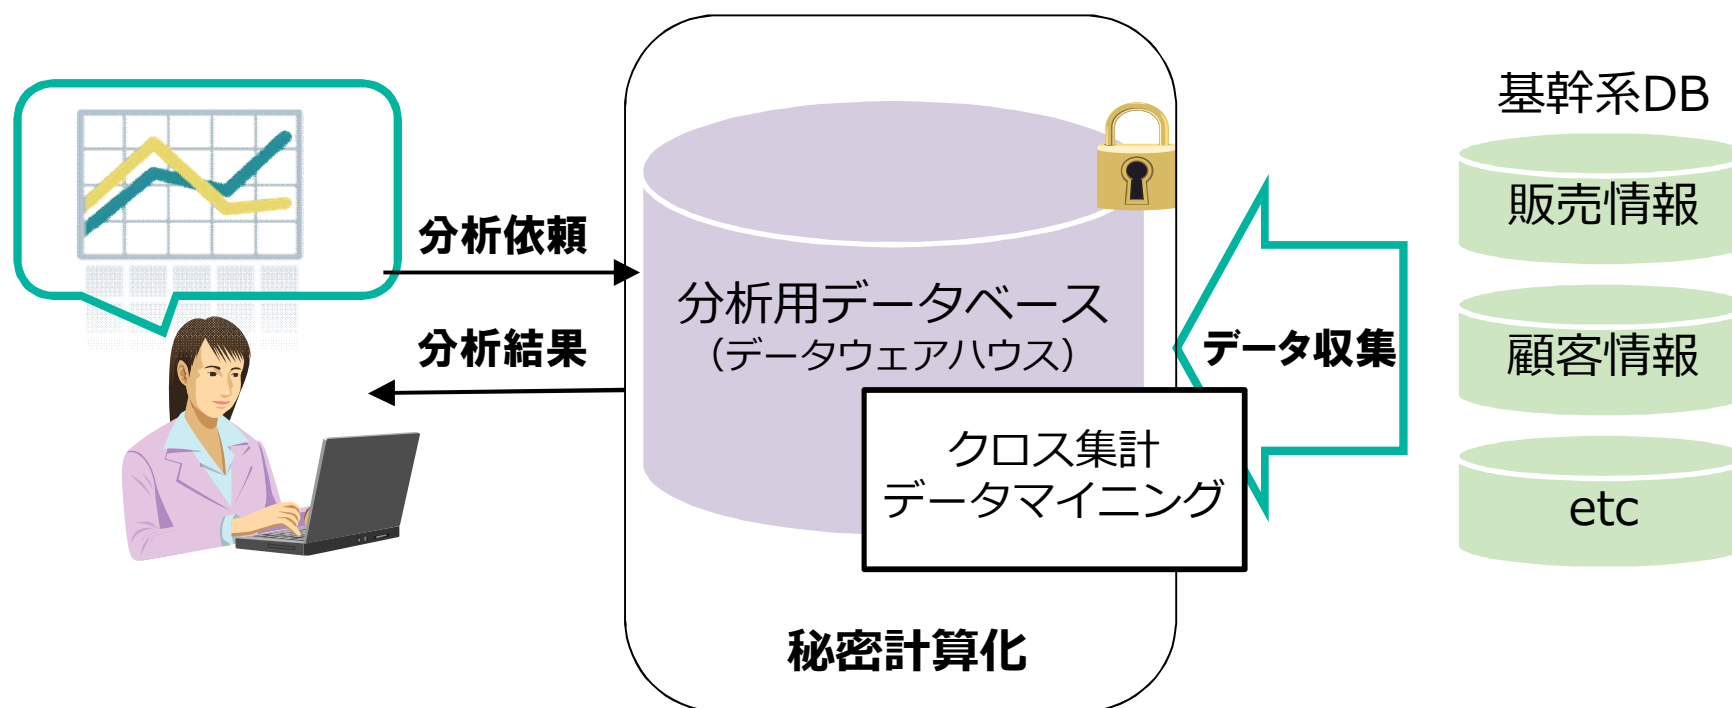 分析依頼
分析結果
分析用データベース
（データウェアハウス）
クロス集計
データマイニング
秘密計算化
データ収集
基幹系DB
販売情報
顧客情報
etc